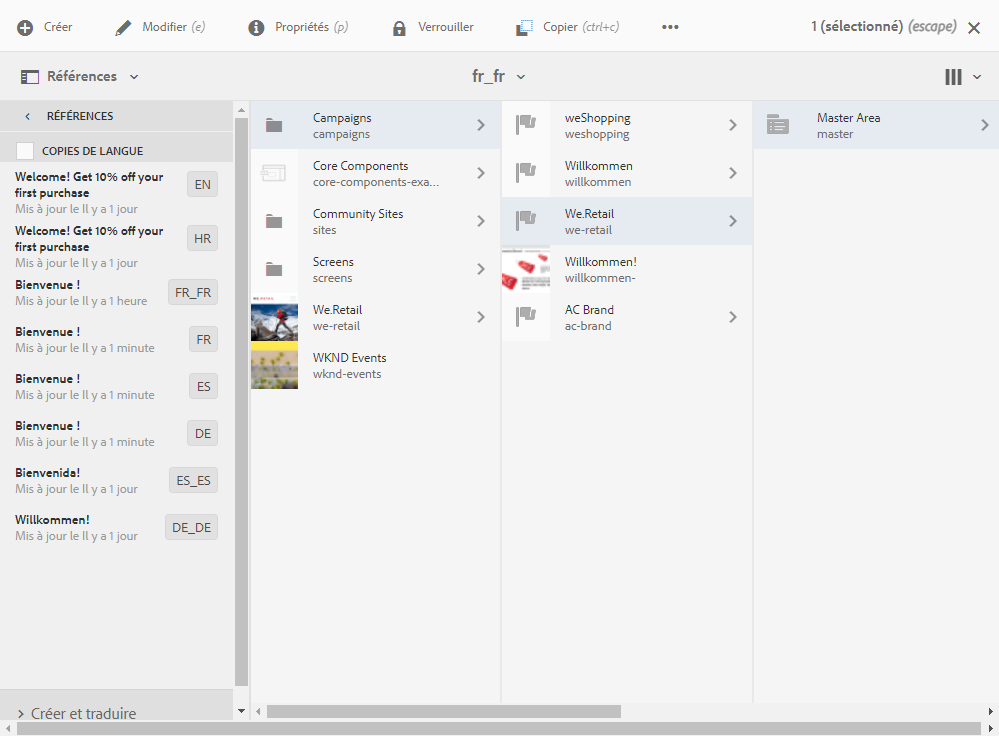 Créer
Modifier (e)
Propriétés (p)
Verrouiller
Copier (ctrl+c)
1 (sélectionné) (escape)
Références
fr_fr
RÉFÉRENCES
COPIES DE LANGUE
Welcome! Get 10% off your
first purchase
Mis à jour le Il y a 1 jour
EN
Welcome! Get 10% off your
first purchase
Mis à jour le Il y a 1 jour
HR
Bienvenue !
Mis à jour le Il y a 1 heure
FR_FR
Bienvenue !
Mis à jour le Il y a 1 minute
FR
Bienvenue !
Mis à jour le Il y a 1 minute
ES
Bienvenue !
Mis à jour le Il y a 1 minute
DE
Bienvenida!
Mis à jour le Il y a 1 jour
ES_ES
Willkommen!
Mis à jour le Il y a 1 jour
DE_DE
Créer et traduire
Campaigns
campaigns
Core Components
core-components-exa...
Community Sites
sites
Screens
screens
We.Retail
we-retail
WKND Events
wknd-events
weShopping
weshopping
Willkommen
willkommen
We.Retail
we-retail
Willkommen!
willkommen-
AC Brand
ac-brand
Master Area
master